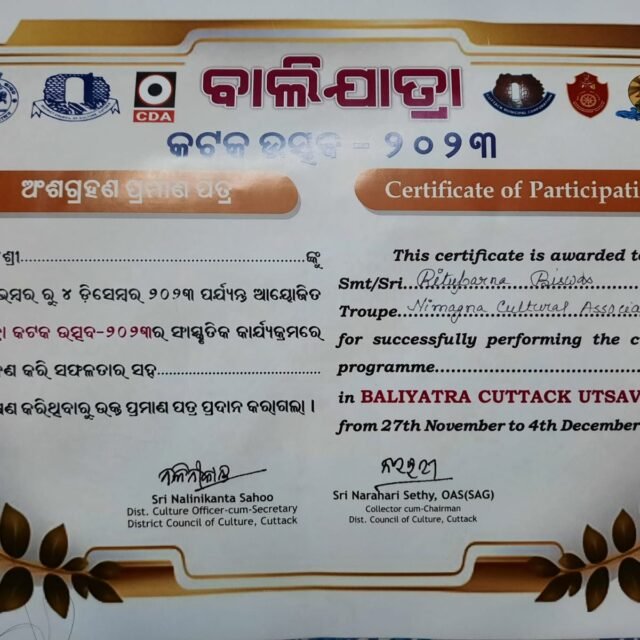 ବାଲିଯାତ୍ରା
CDA
କଟକ ଉତ୍ସବ - ୨୦୨୩
ଅଂଶଗ୍ରହଣ ପ୍ରମାଣ ପତ୍ର
Certificate of Participati
ଶ୍ରୀ....................................................ଙ୍କୁ
ରୁ ୪ ଡ଼ିସେମ୍ବର ୨୦୨୩ ପର୍ଯ୍ୟନ୍ତ ଆୟୋଜିତ
କଟକ ଉତ୍ସବ-୨୦୨୩ର ସାଂସ୍କୃତିକ କାର୍ଯ୍ୟକ୍ରମରେ
କରି ସଫଳତାର ସହ..............................
କରିଥିବାରୁ ଉକ୍ତ ପ୍ରମାଣ ପତ୍ର ପ୍ରଦାନ କରାଗଲା ।
This certificate is awarded to
Smt/Sri...Rituparna Biswas
Troupe...Nimagna Cultural Associa
for successfully performing the c
programme..............................
in BALIYATRA CUTTACK UTSAV
from 27th November to 4th December
Sri Nalinikanta Sahoo
Dist. Culture Officer-cum-Secretary
District Council of Culture, Cuttack
Sri Narahari Sethy, OAS(SAG)
Collector cum-Chairman
Dist. Council of Culture, Cuttack